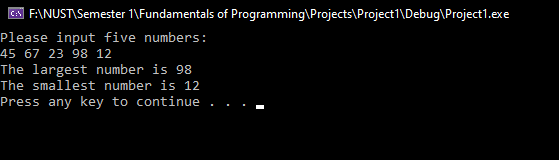 F:\NUST\Semester 1\Fundamentals of Programming\Projects\Project1\Debug\Project1.exe
Please input five numbers:
45 67 23 98 12
The largest number is 98
The smallest number is 12
Press any key to continue . . .